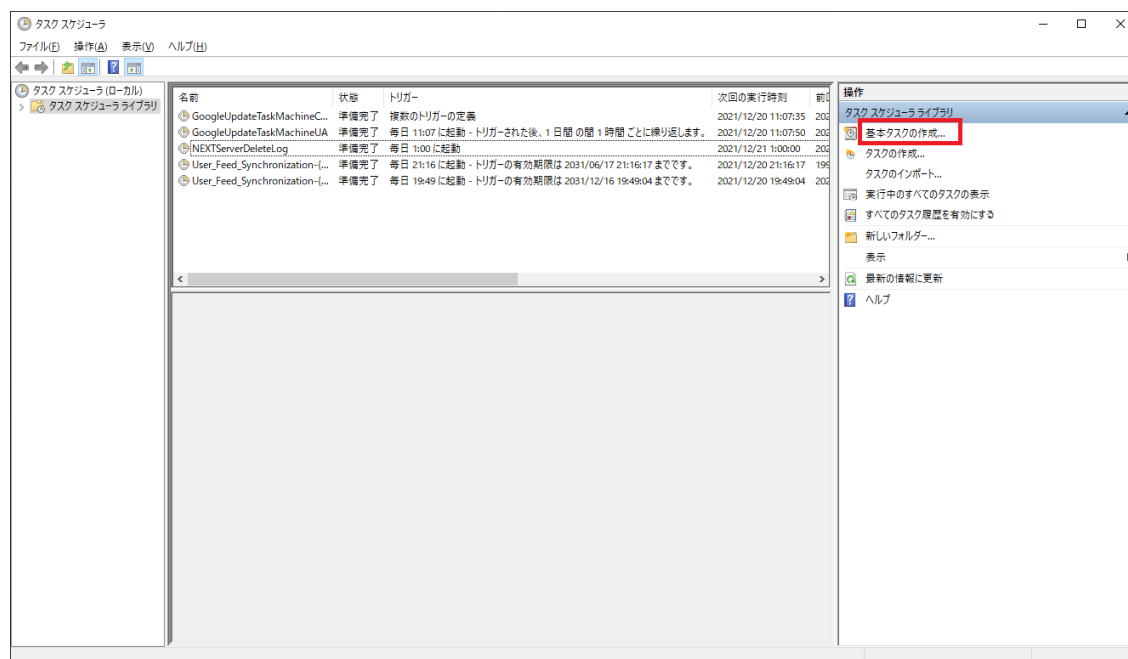 タスク スケジューラ
ファイル(F) 操作(A) 表示(V) ヘルプ(H)
タスク スケジューラ (ローカル)
タスク スケジューラ ライブラリ
名前 状態 トリガー 次回の実行時刻 前
GoogleUpdateTaskMachineC... 準備完了 複数のトリガーの定義 2021/12/20 11:07:35 202
GoogleUpdateTaskMachineUA 準備完了 毎日 11:07 に起動 - トリガーされた後、1 日間 の間 1 時間 ごとに繰り返します。 2021/12/20 11:07:50 202
NEXTServerDeleteLog 準備完了 毎日 1:00 に起動 2021/12/21 1:00:00 202
User_Feed_Synchronization-{... 準備完了 毎日 21:16 に起動 - トリガーの有効期限は 2031/06/17 21:16:17 までです。 2021/12/20 21:16:17 199
User_Feed_Synchronization-{... 準備完了 毎日 19:49 に起動 - トリガーの有効期限は 2031/12/16 19:49:04 までです。 2021/12/20 19:49:04 202
操作
タスク スケジューラ ライブラリ
基本タスクの作成...
タスクの作成...
タスクのインポート...
実行中のすべてのタスクの表示
すべてのタスク履歴を有効にする
新しいフォルダー...
表示
最新の情報に更新
ヘルプ